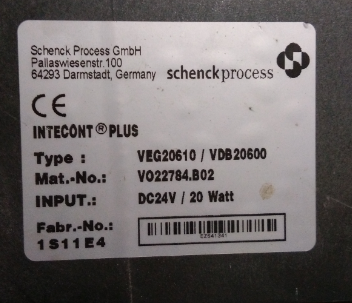 Schenck Process GmbH
Pallaswiesenstr.100
64293 Darmstadt, Germany
schenckprocess
CE
INTECONT® PLUS
Type : VEG20610 / VDB20600
Mat.-No.: V022784.B02
INPUT.: DC24V / 20 Watt
Fabr.-No.:
1S11E4